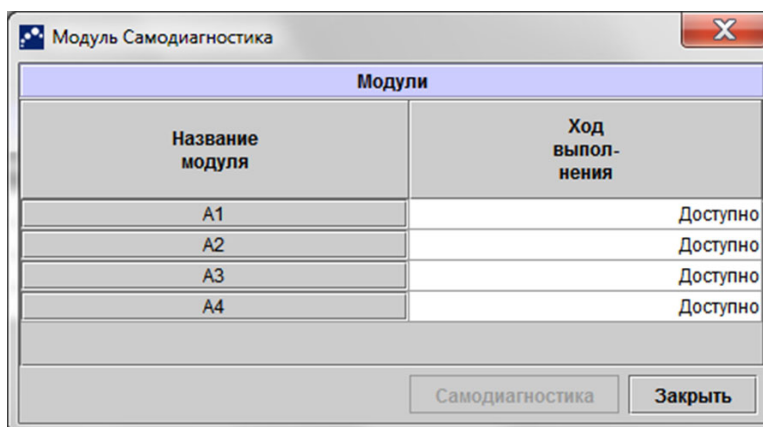 Модуль Самодиагностика
Модули
Название
модуля
Ход
выпол-
нения
A1
Доступно
A2
Доступно
A3
Доступно
A4
Доступно
Самодиагностика
Закрыть